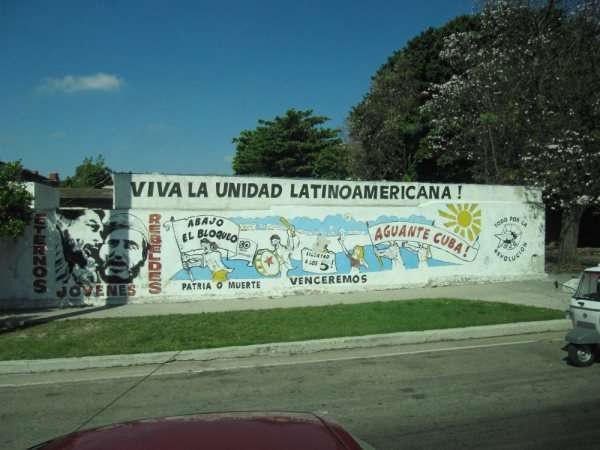 VIVA LA UNIDAD LATINOAMERICANA !
ETERNOS
JOVENES
REBELDES
ABAJO
EL BLOQUEO
LIBERTAD
A LOS 5!
AGUANTE CUBA!
TODO POR LA
REVOLUCION
PATRIA O MUERTE
VENCEREMOS